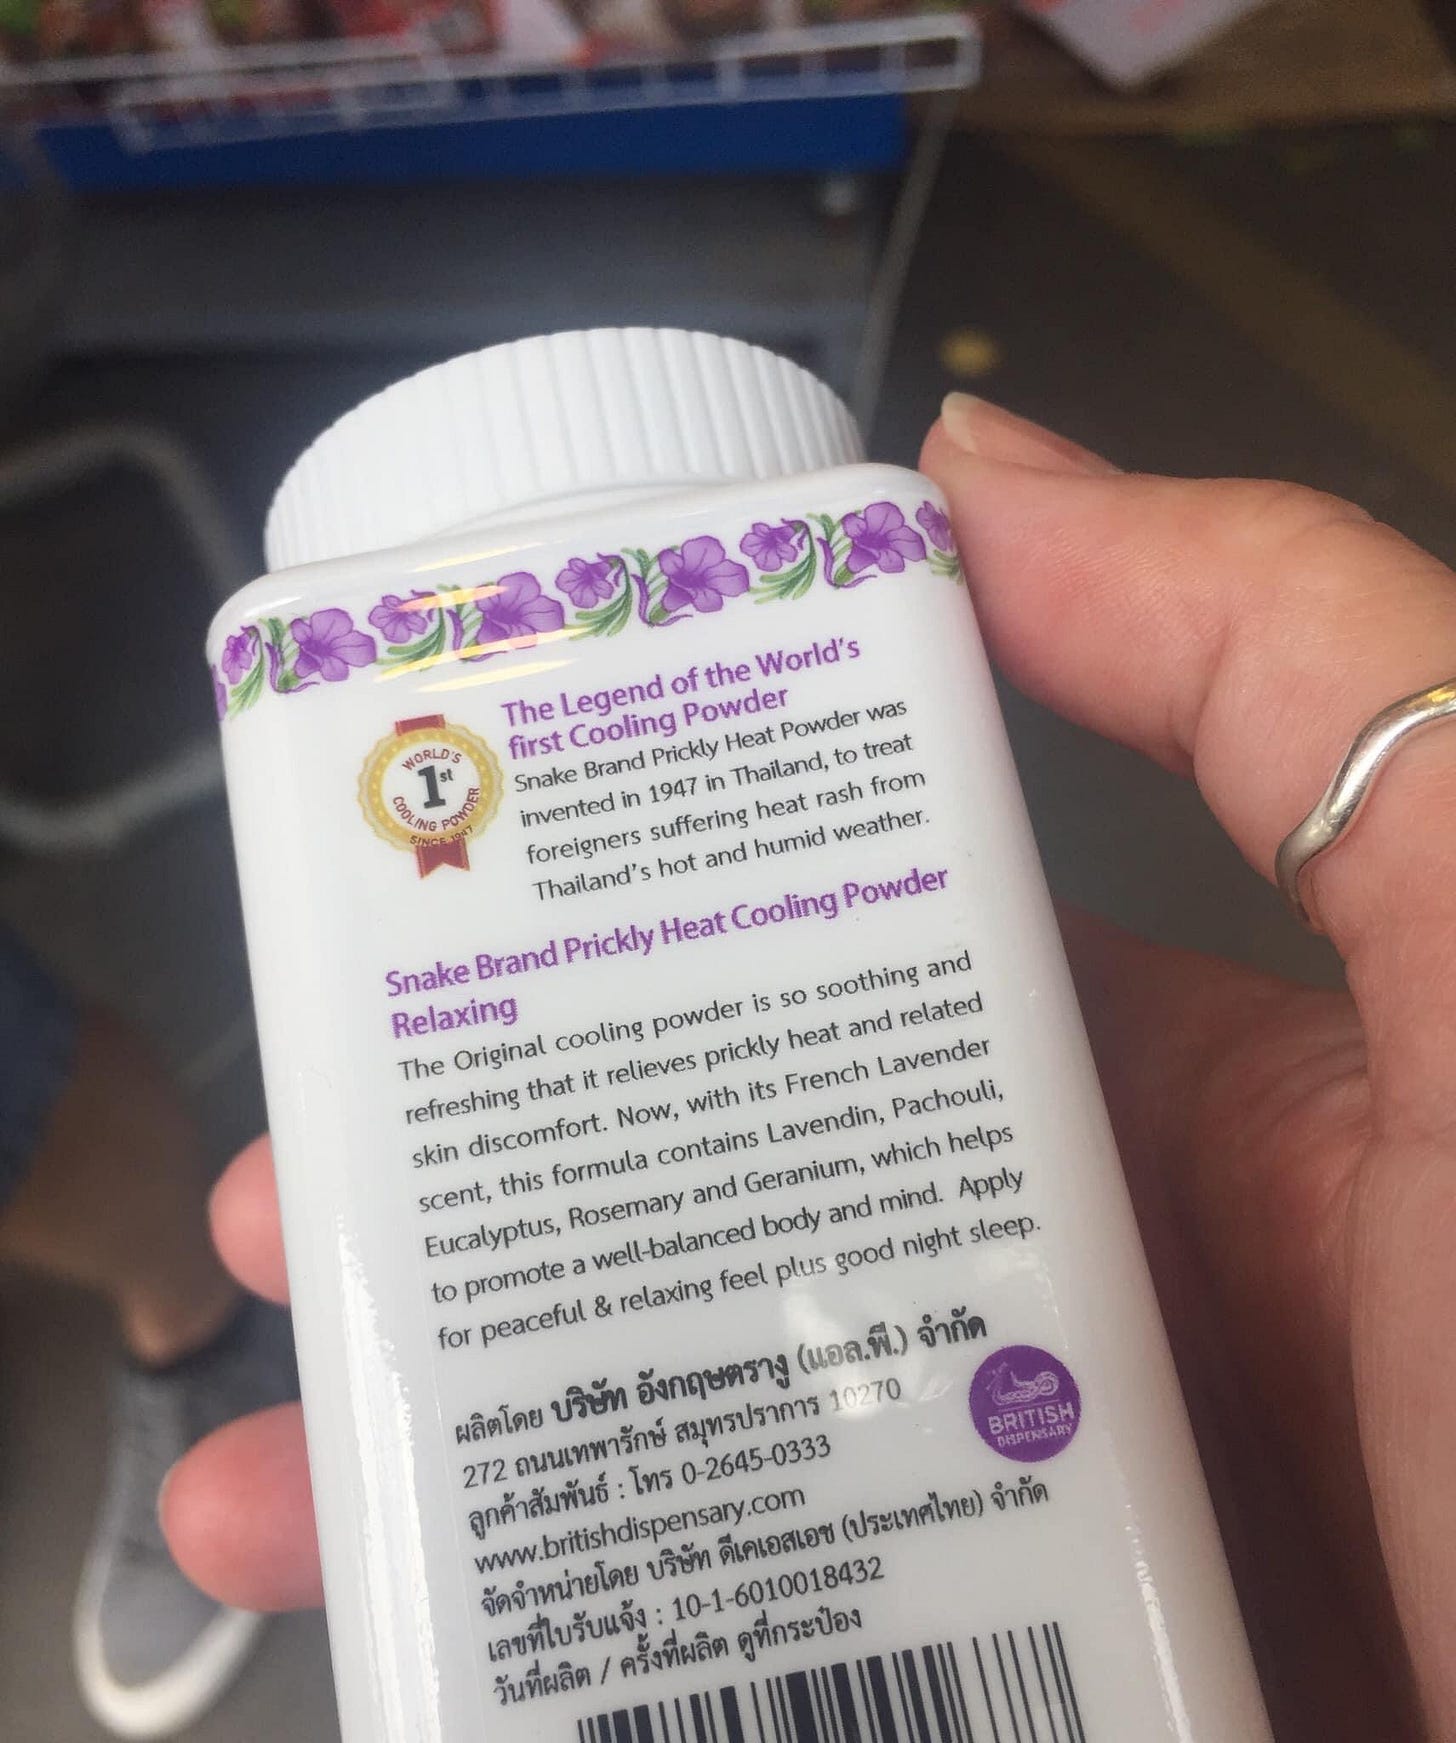 The Legend of the World's
first Cooling Powder
WORLD'S
1st
COOLING POWDER
SINCE 1947
Snake Brand Prickly Heat Powder was
invented in 1947 in Thailand, to treat
foreigners suffering heat rash from
Thailand's hot and humid weather.
Snake Brand Prickly Heat Cooling Powder
Relaxing
The Original cooling powder is so soothing and
refreshing that it relieves prickly heat and related
skin discomfort. Now, with its French Lavender
scent, this formula contains Lavendin, Pachouli,
Eucalyptus, Rosemary and Geranium, which helps
to promote a well-balanced body and mind. Apply
for peaceful & relaxing feel plus good night sleep.
ผลิตโดย บริษัท อังกฤษตรางู (แอล.พี.) จำกัด
272 ถนนเทพารักษ์ สมุทรปราการ 10270
ลูกค้าสัมพันธ์ : โทร 0-2645-0333
www.britishdispensary.com
BRITISH
DISPENSARY
จัดจำหน่ายโดย บริษัท ดีเคเอสเอช (ประเทศไทย) จำกัด
เลขที่ใบรับแจ้ง : 10-1-6010018432
วันที่ผลิต / ครั้งที่ผลิต ดูที่กระป๋อง